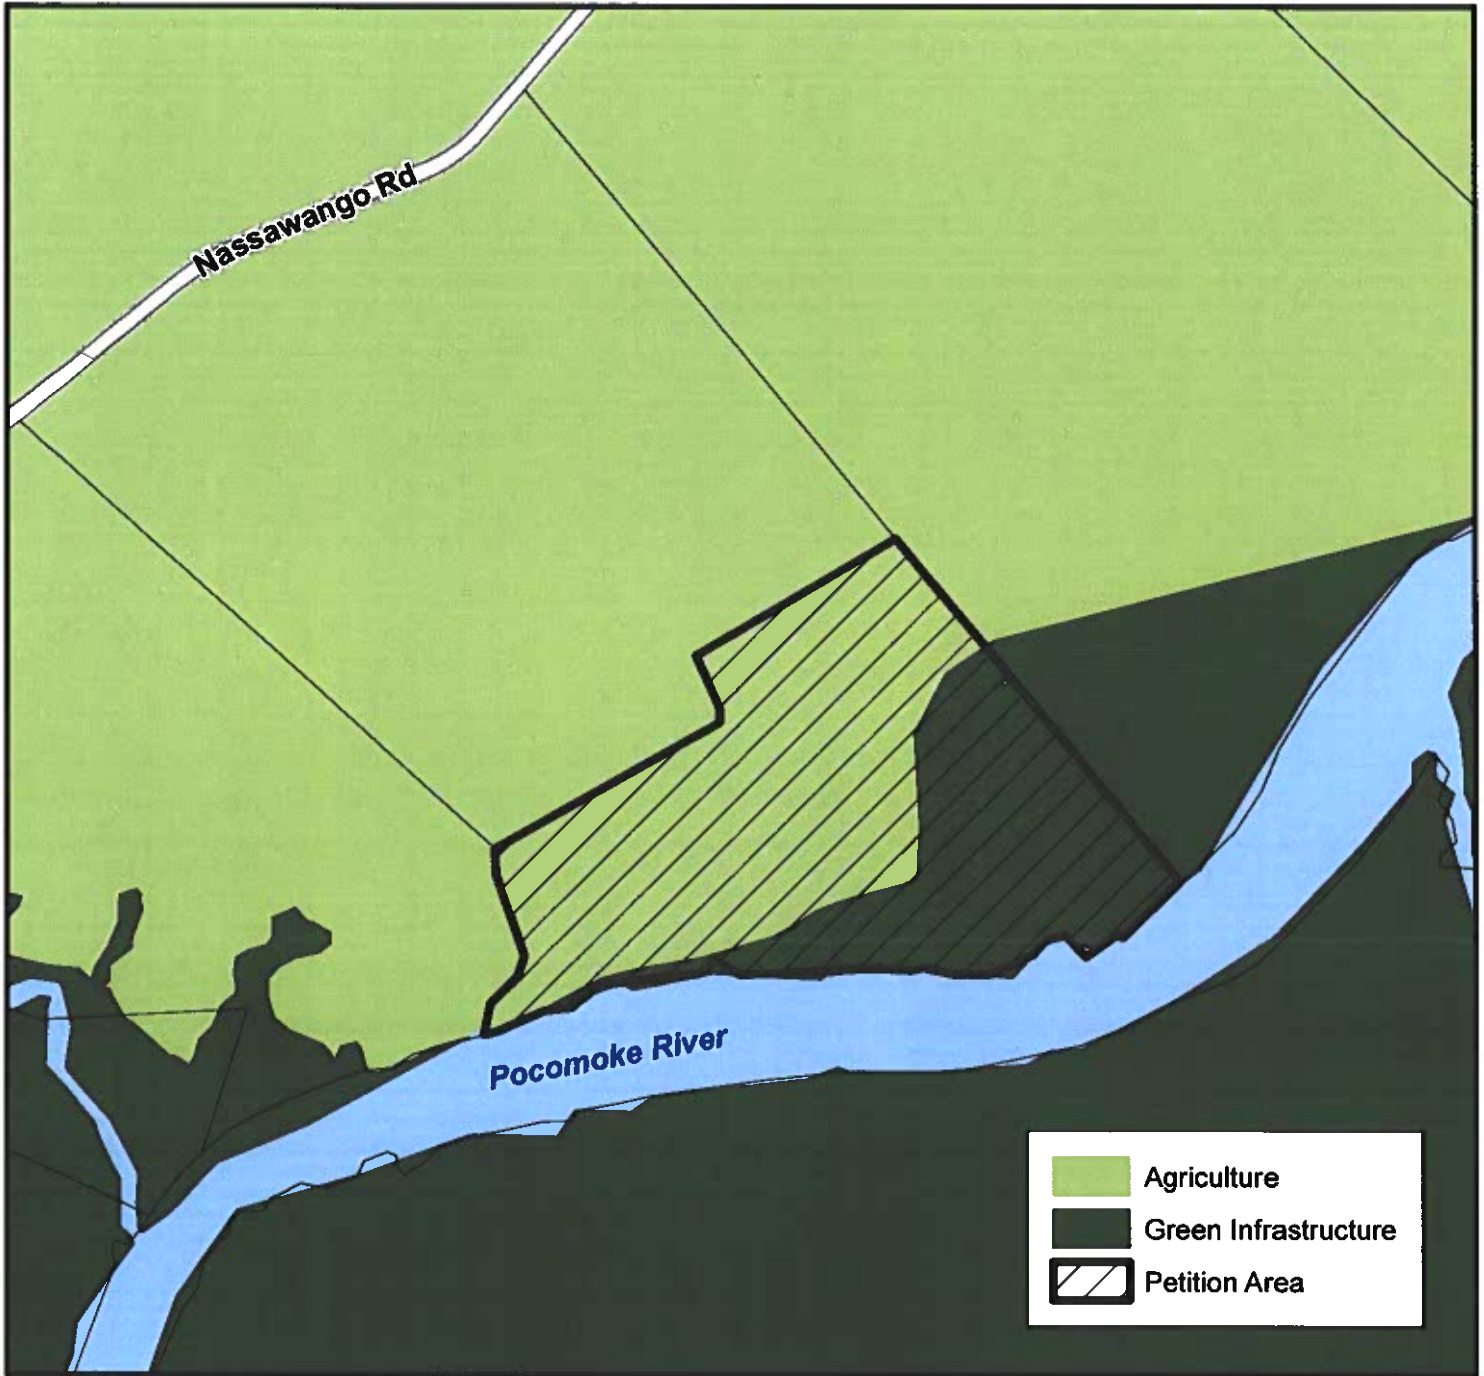 Nassawango Rd
Pocomoke River
Agriculture
Green Infrastructure
Petition Area